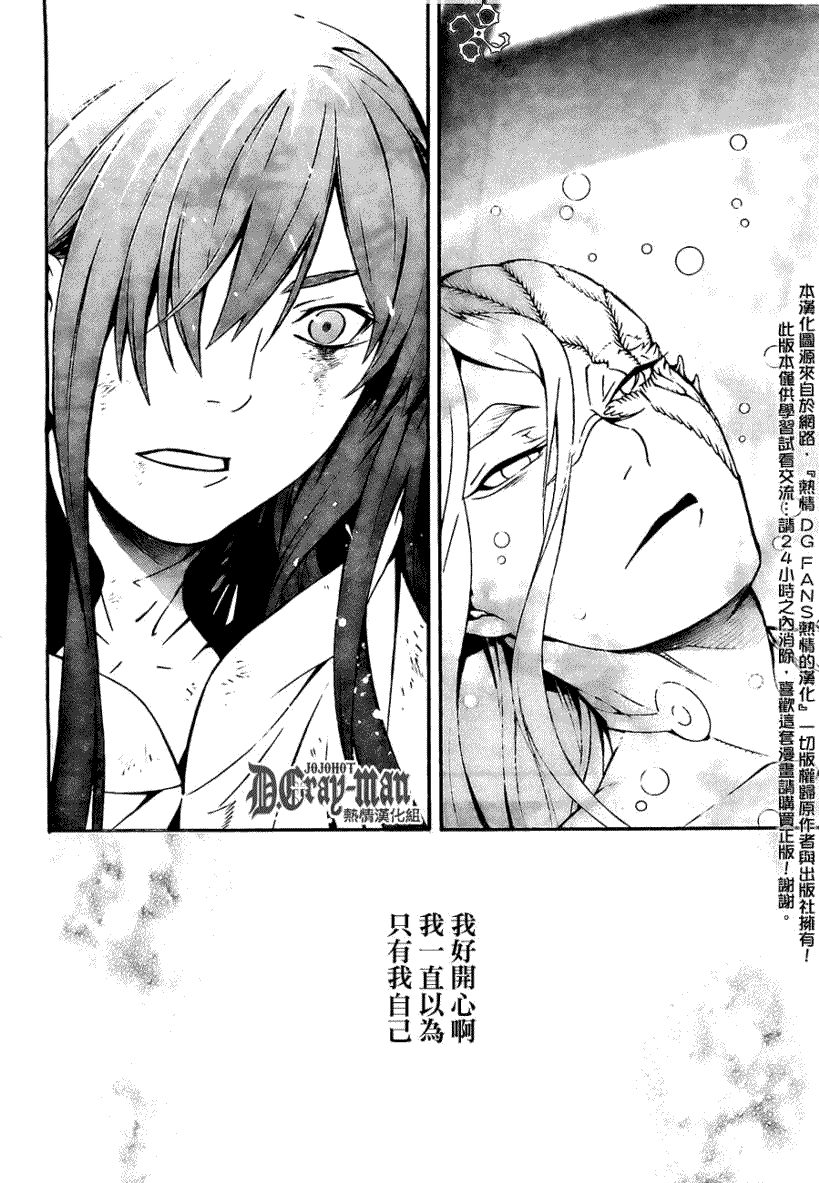 本漢化圖源來自於網路．『熱情DG FANS熱情的漢化』一切版權歸原作者與出版社擁有！
此版本僅供學習試看交流…請24小時之內消除．喜歡這套漫畫請購買正版！謝謝。
JOJOHOT
D.Gray-man
熱情漢化組
我好開心啊
我一直以為
只有我自己